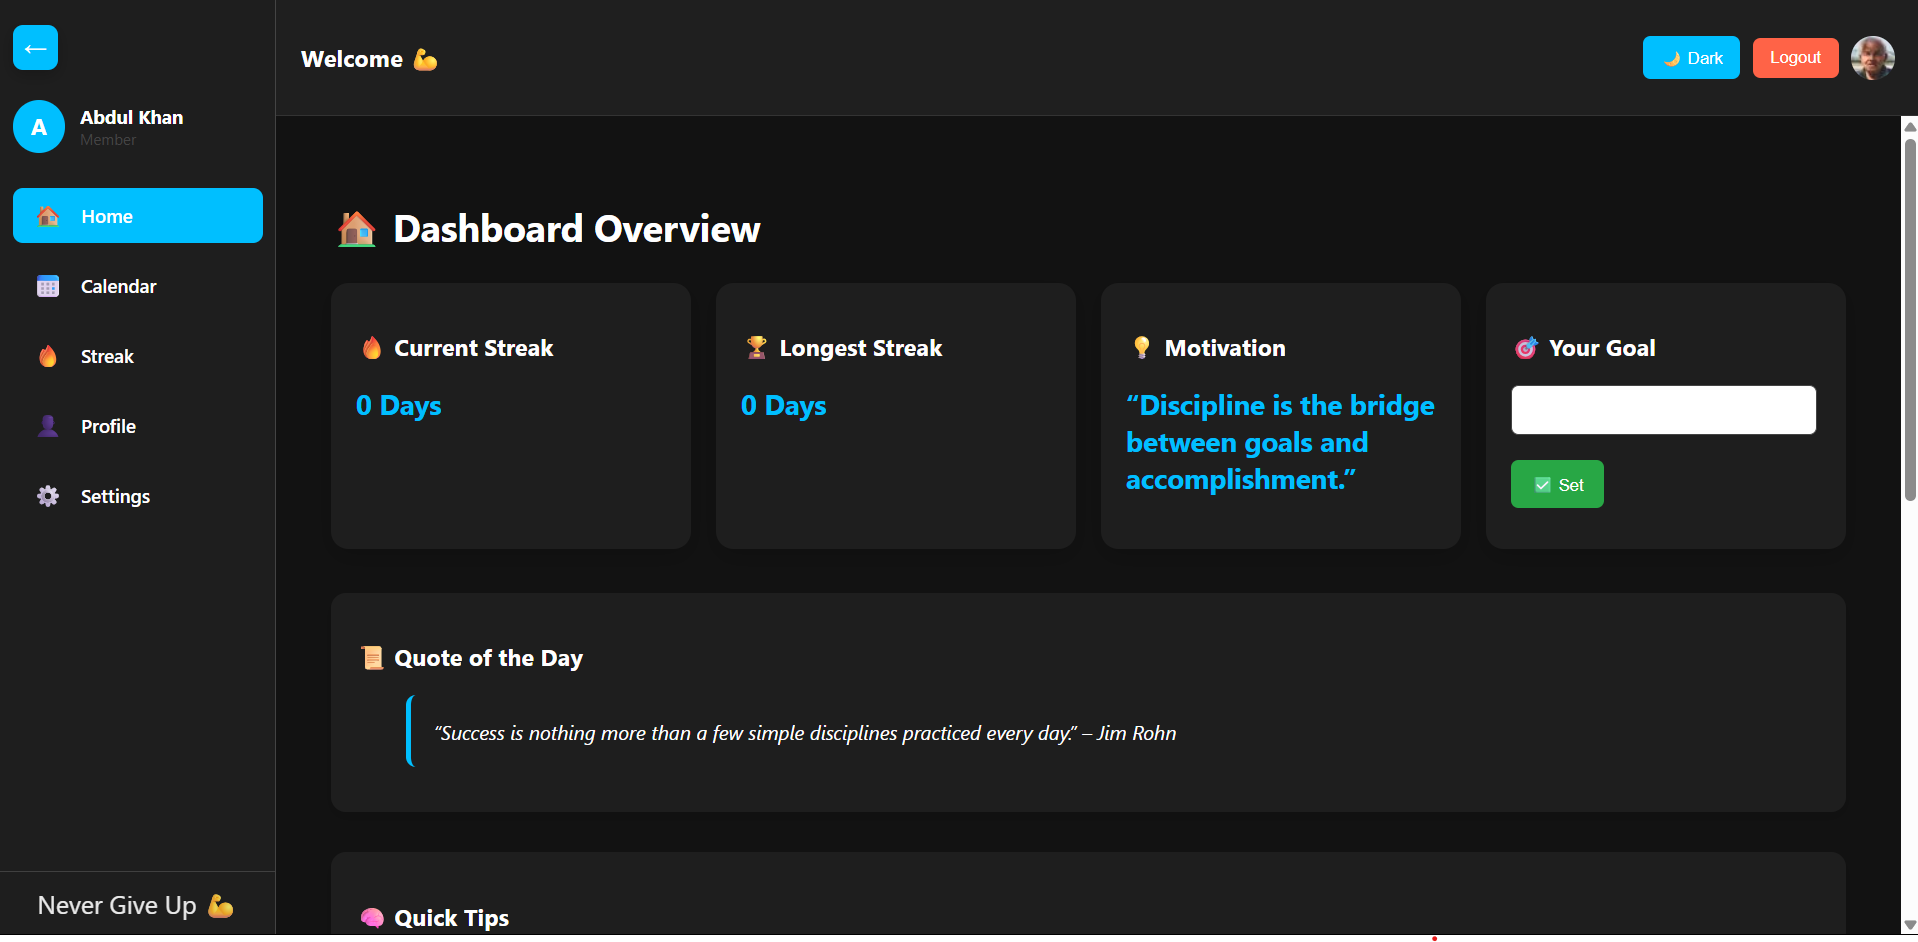 ←
Welcome 💪
🌙 Dark
Logout
A
Abdul Khan
Member
🏠 Home
📅 Calendar
🔥 Streak
👤 Profile
⚙️ Settings
Never Give Up 💪
🏠 Dashboard Overview
🔥 Current Streak
0 Days
🏆 Longest Streak
0 Days
💡 Motivation
“Discipline is the bridge
between goals and
accomplishment.”
🎯 Your Goal
✅ Set
📜 Quote of the Day
“Success is nothing more than a few simple disciplines practiced every day.” – Jim Rohn
🧠 Quick Tips